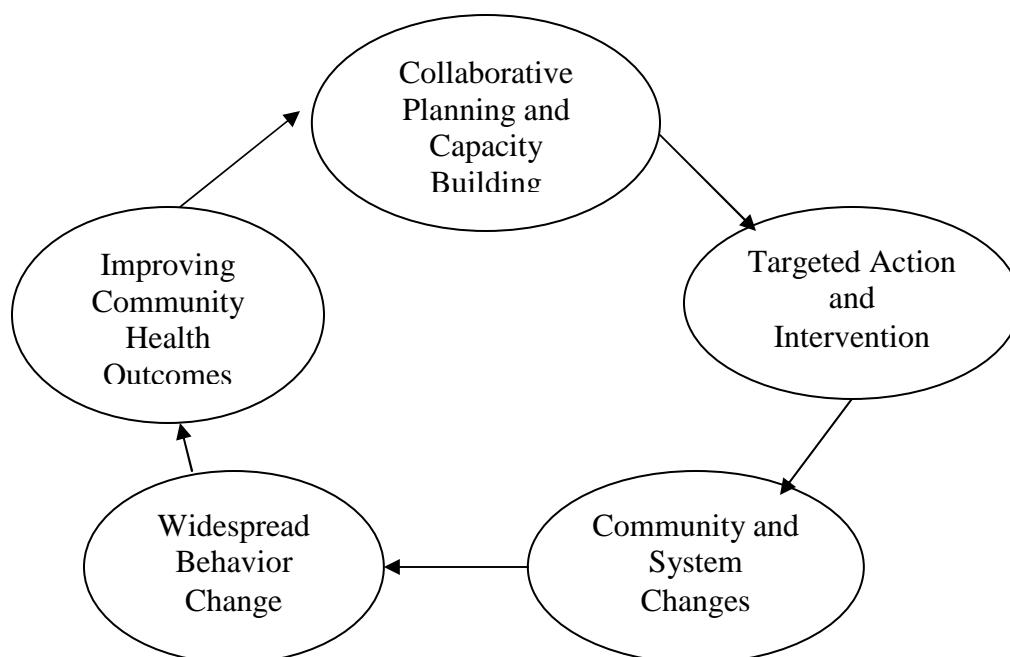 Collaborative
Planning and
Capacity
Building
Targeted Action
and
Intervention
Community and
System
Changes
Widespread
Behavior
Change
Improving
Community
Health
Outcomes